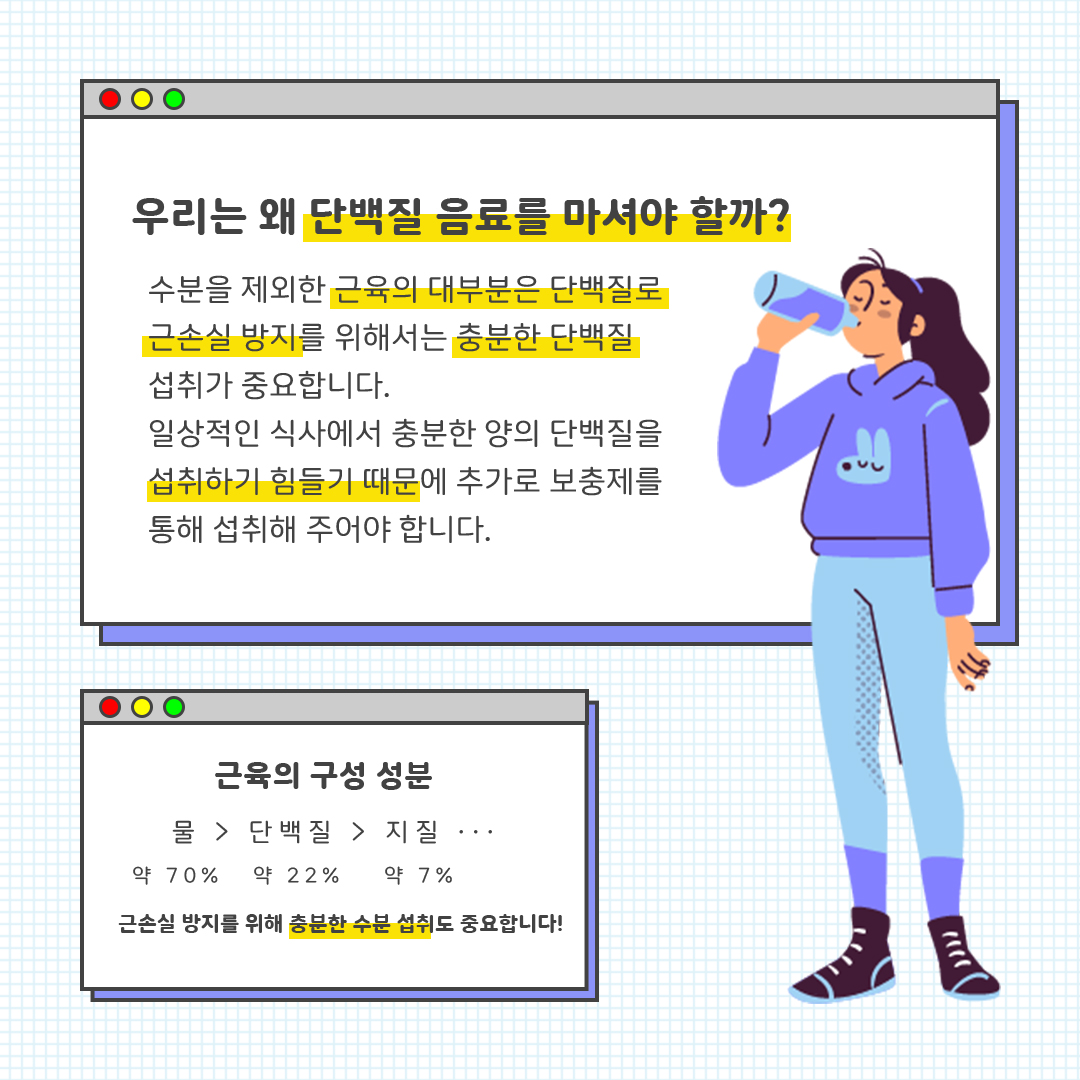 우리는 왜 단백질 음료를 마셔야 할까?
수분을 제외한 근육의 대부분은 단백질로
근손실 방지를 위해서는 충분한 단백질
섭취가 중요합니다.
일상적인 식사에서 충분한 양의 단백질을
섭취하기 힘들기 때문에 추가로 보충제를
통해 섭취해 주어야 합니다.
근육의 구성 성분
물 > 단백질 > 지질 ···
약 70% 약 22% 약 7%
근손실 방지를 위해 충분한 수분 섭취도 중요합니다!